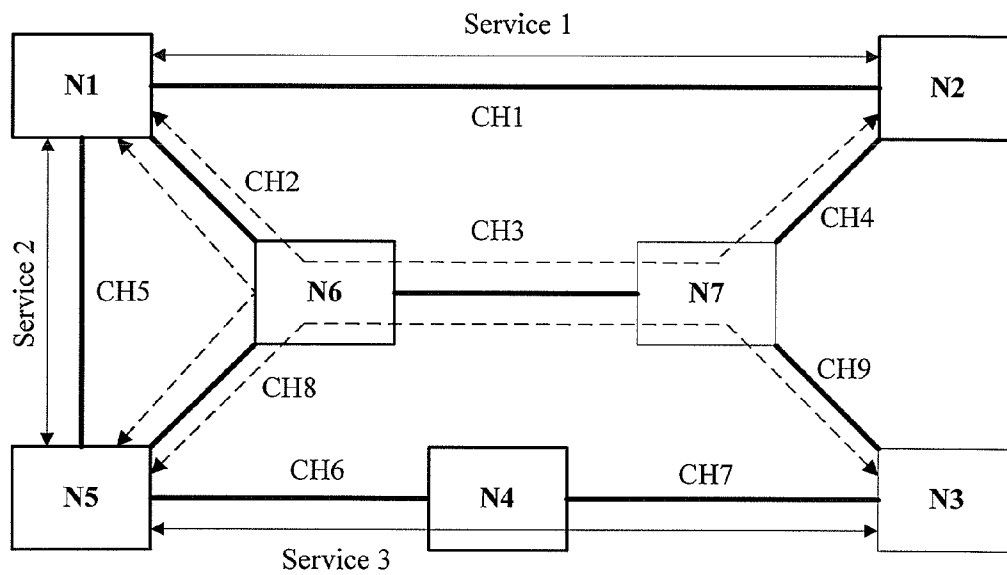 Service 1
N1
N2
CH1
CH2
CH3
CH4
Service 2
CH5
N6
N7
CH8
CH9
N5
CH6
N4
CH7
N3
Service 3